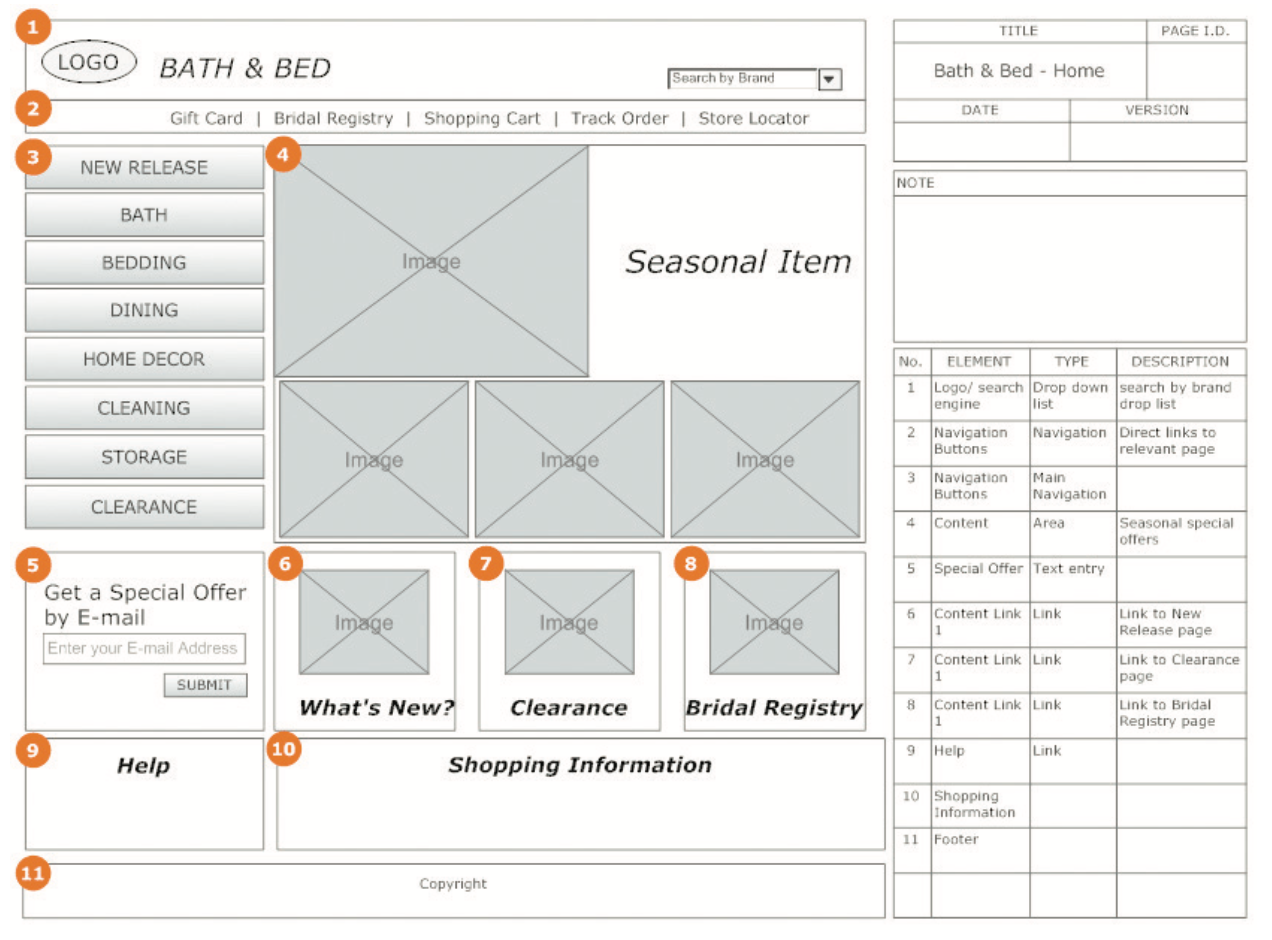 1
LOGO
BATH & BED
Search by Brand
2
Gift Card | Bridal Registry | Shopping Cart | Track Order | Store Locator
3
NEW RELEASE
BATH
BEDDING
DINING
HOME DECOR
CLEANING
STORAGE
CLEARANCE
4
Image
Seasonal Item
Image
Image
Image
5
Get a Special Offer
by E-mail
Enter your E-mail Address
SUBMIT
6
Image
What's New?
7
Image
Clearance
8
Image
Bridal Registry
9
Help
10
Shopping Information
11
Copyright
TITLE
PAGE I.D.
Bath & Bed - Home
DATE
VERSION
NOTE
No.
ELEMENT
TYPE
DESCRIPTION
1
Logo/ search
engine
Drop down
list
search by brand
drop list
2
Navigation
Buttons
Navigation
Direct links to
relevant page
3
Navigation
Buttons
Main
Navigation
4
Content
Area
Seasonal special
offers
5
Special Offer
Text entry
6
Content Link
1
Link
Link to New
Release page
7
Content Link
1
Link
Link to Clearance
page
8
Content Link
1
Link
Link to Bridal
Registry page
9
Help
Link
10
Shopping
Information
11
Footer